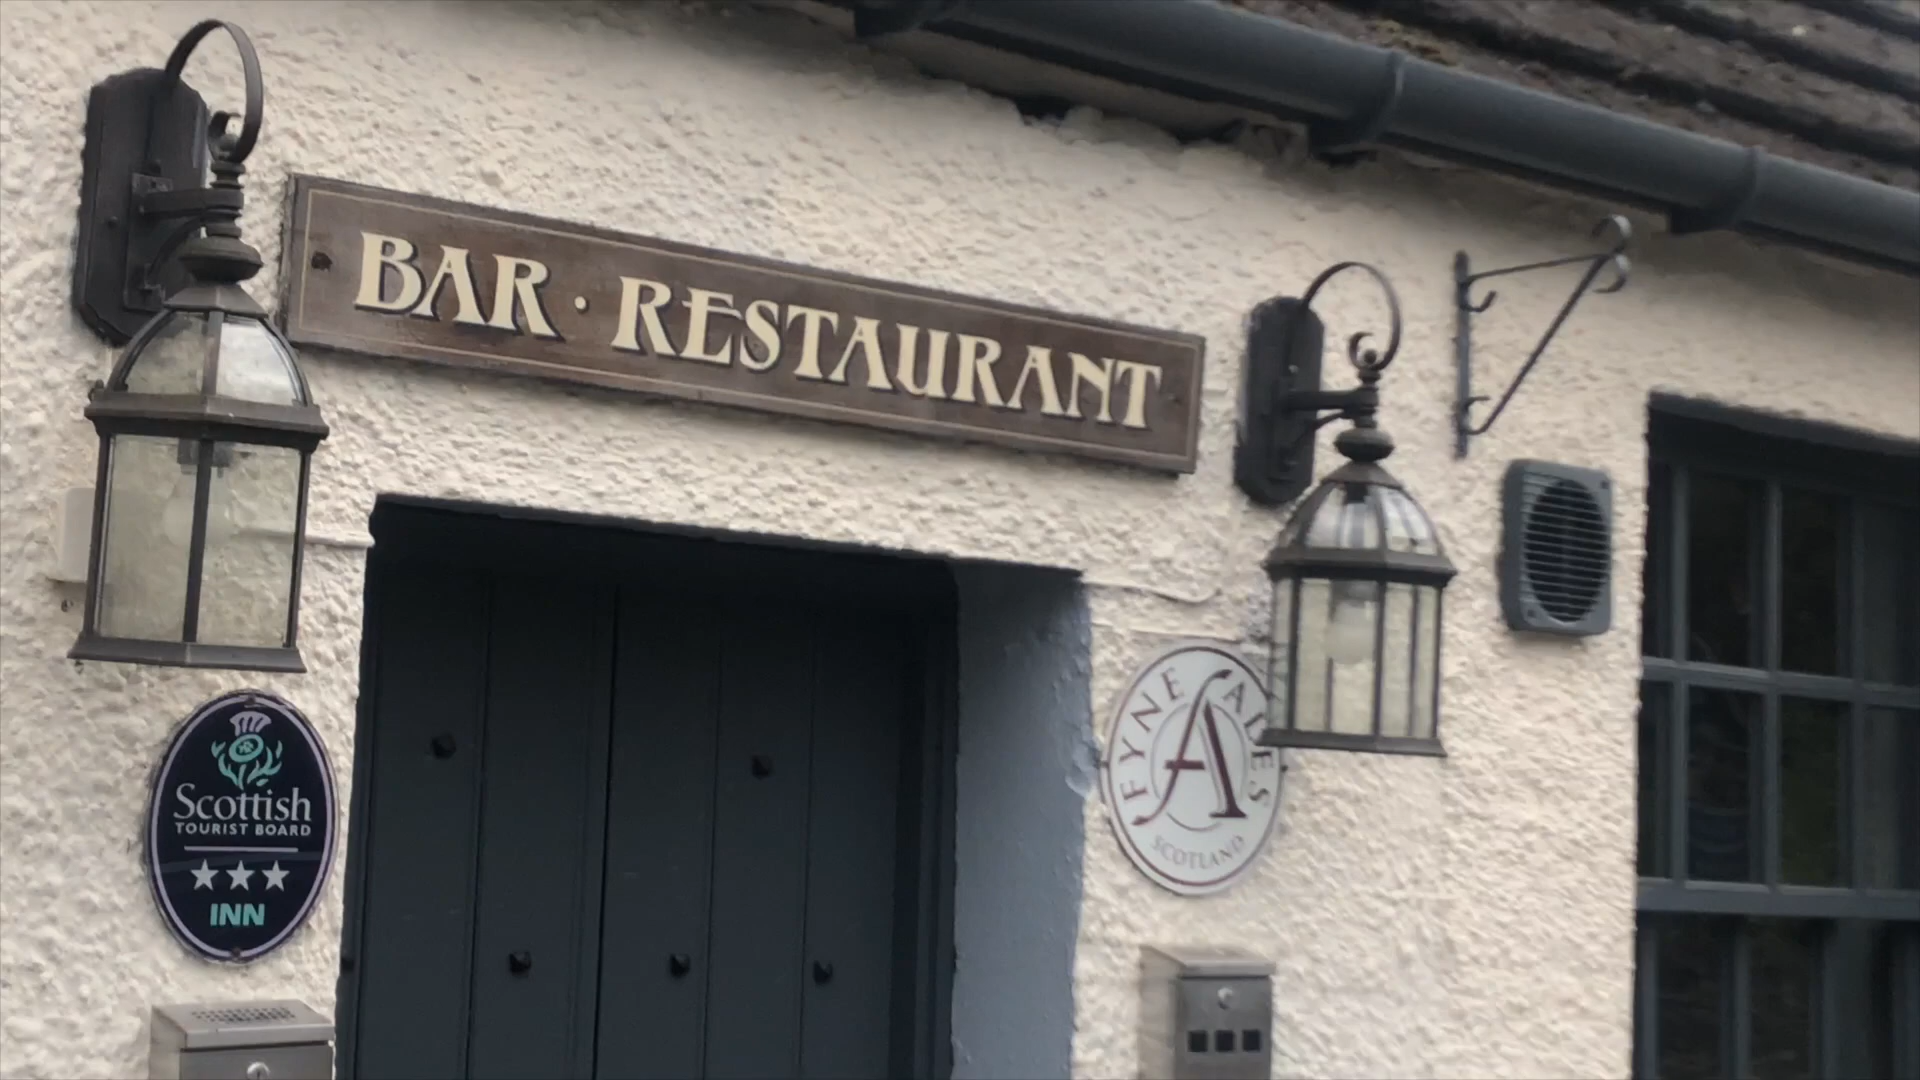 BAR · RESTAURANT
Scottish
TOURIST BOARD
INN
FYNE ALES
A
SCOTLAND